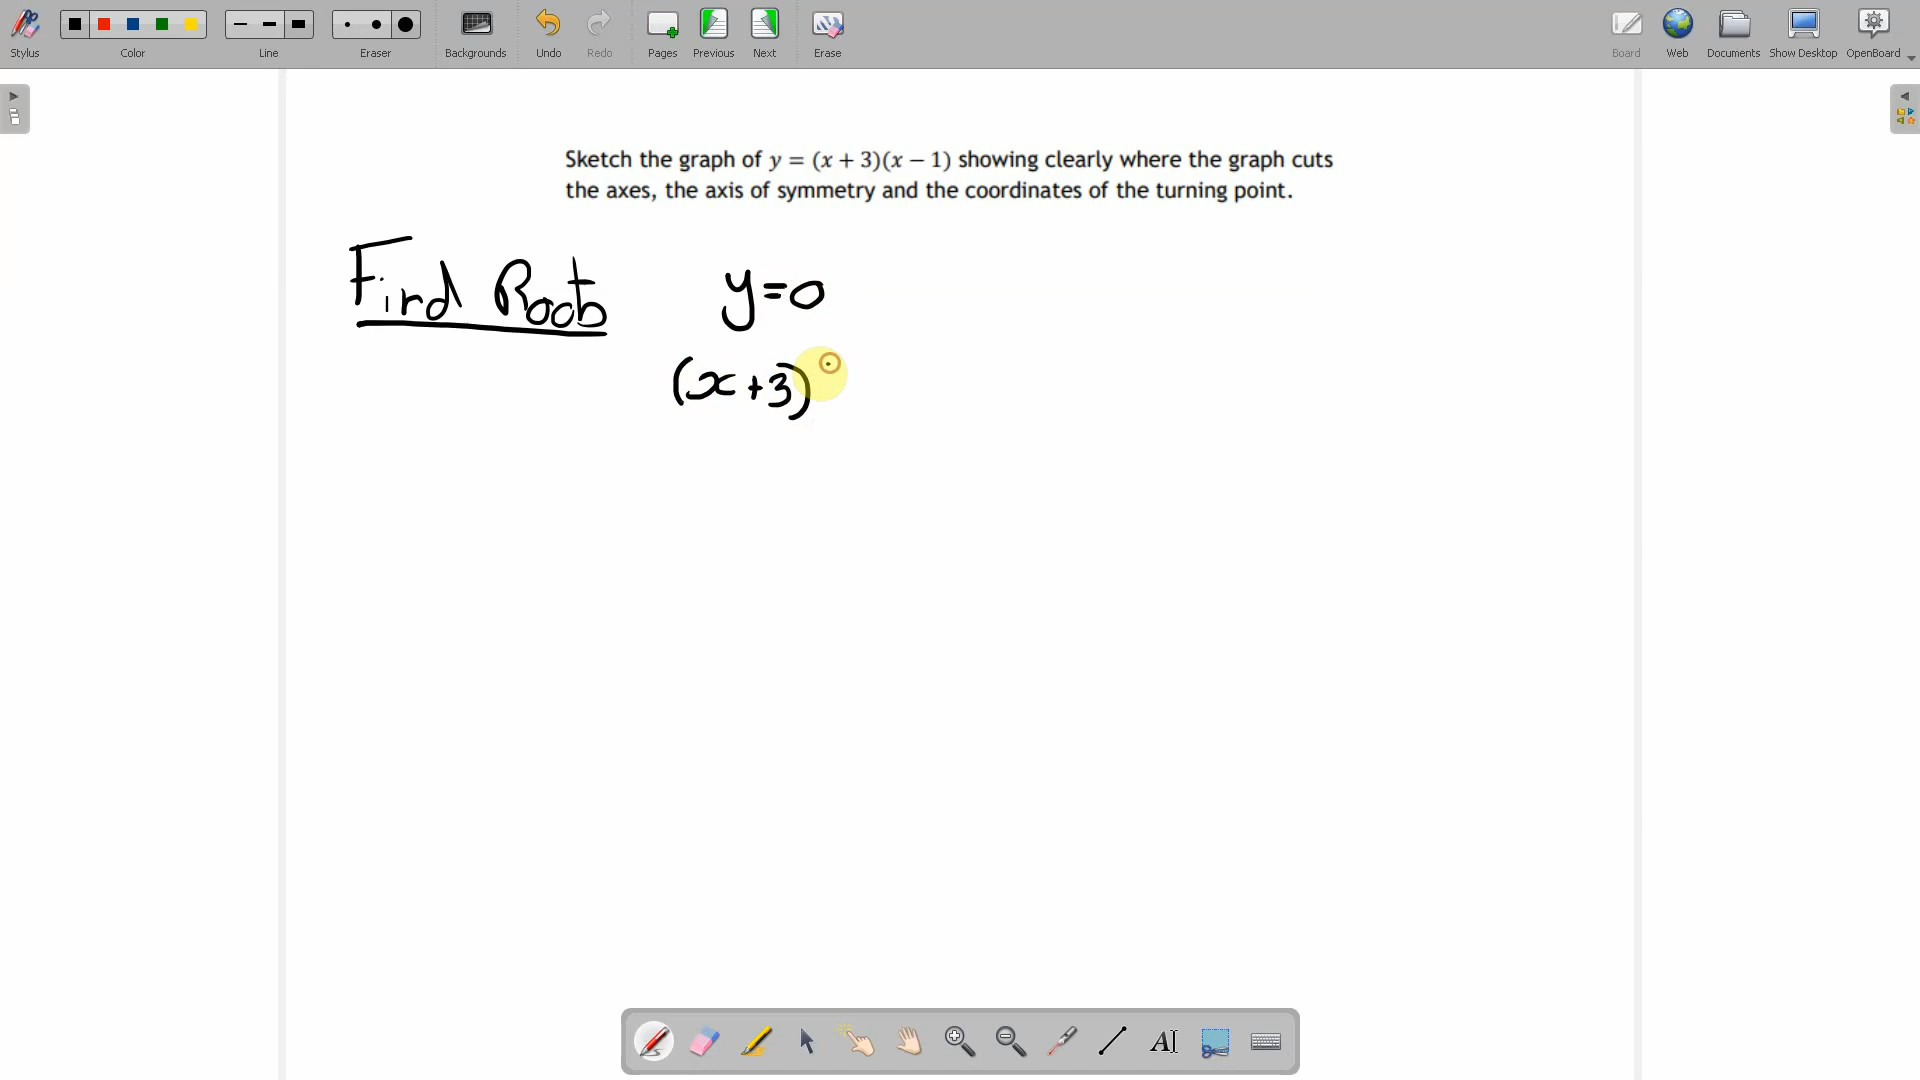 Stylus Color Line Eraser Backgrounds Undo Redo Pages Previous Next Erase Board Web Documents Show Desktop OpenBoard
Sketch the graph of y = (x + 3)(x − 1) showing clearly where the graph cuts
the axes, the axis of symmetry and the coordinates of the turning point.
Find Roots y=0
(x+3)
AI